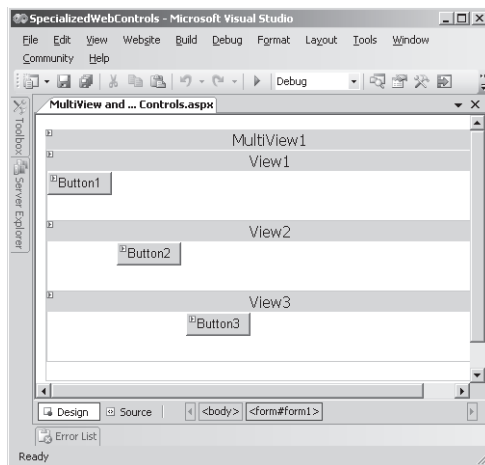 SpecializedWebControls - Microsoft Visual Studio
File Edit View Website Build Debug Format Layout Tools Window
Community Help
Debug
MultiView and ... Controls.aspx
Toolbox
Server Explorer
MultiView1
View1
Button1
View2
Button2
View3
Button3
Design Source <body> <form#form1>
Error List
Ready